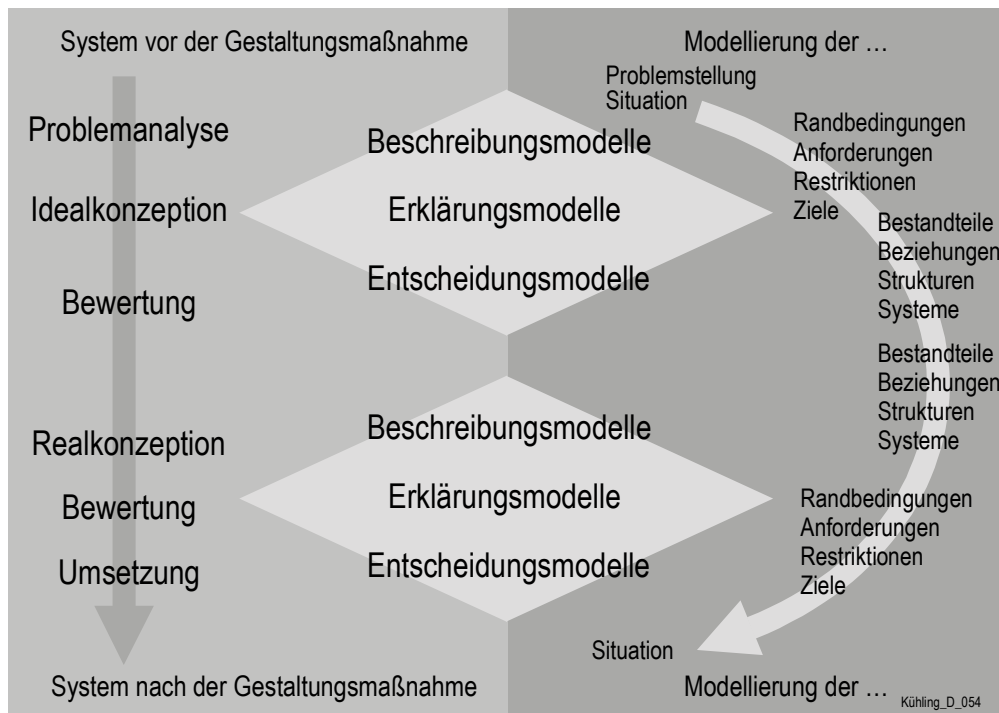 System vor der Gestaltungsmaßnahme
Problemanalyse
Idealkonzeption
Bewertung
Realkonzeption
Bewertung
Umsetzung
System nach der Gestaltungsmaßnahme
Beschreibungsmodelle
Erklärungsmodelle
Entscheidungsmodelle
Beschreibungsmodelle
Erklärungsmodelle
Entscheidungsmodelle
Modellierung der …
Problemstellung
Situation
Randbedingungen
Anforderungen
Restriktionen
Ziele
Bestandteile
Beziehungen
Strukturen
Systeme
Bestandteile
Beziehungen
Strukturen
Systeme
Randbedingungen
Anforderungen
Restriktionen
Ziele
Situation
Modellierung der …
Kühling_D_054